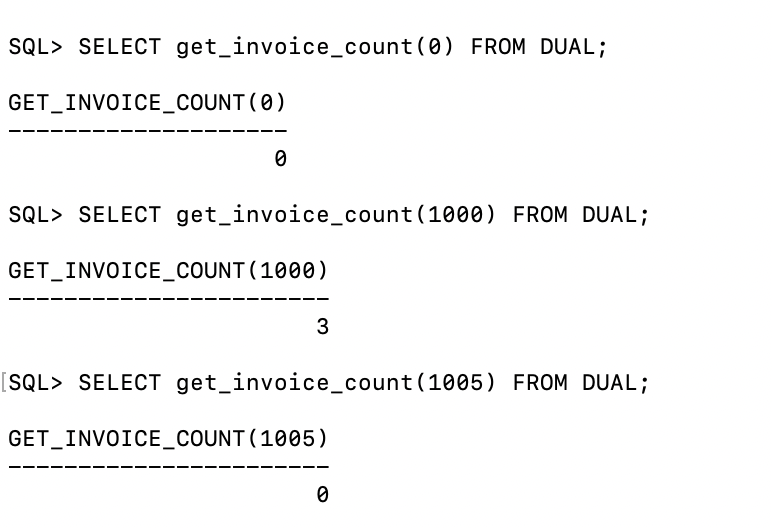 SQL> SELECT get_invoice_count(0) FROM DUAL;
GET_INVOICE_COUNT(0)
--------------------
0
SQL> SELECT get_invoice_count(1000) FROM DUAL;
GET_INVOICE_COUNT(1000)
-----------------------
3
[SQL> SELECT get_invoice_count(1005) FROM DUAL;
GET_INVOICE_COUNT(1005)
-----------------------
0